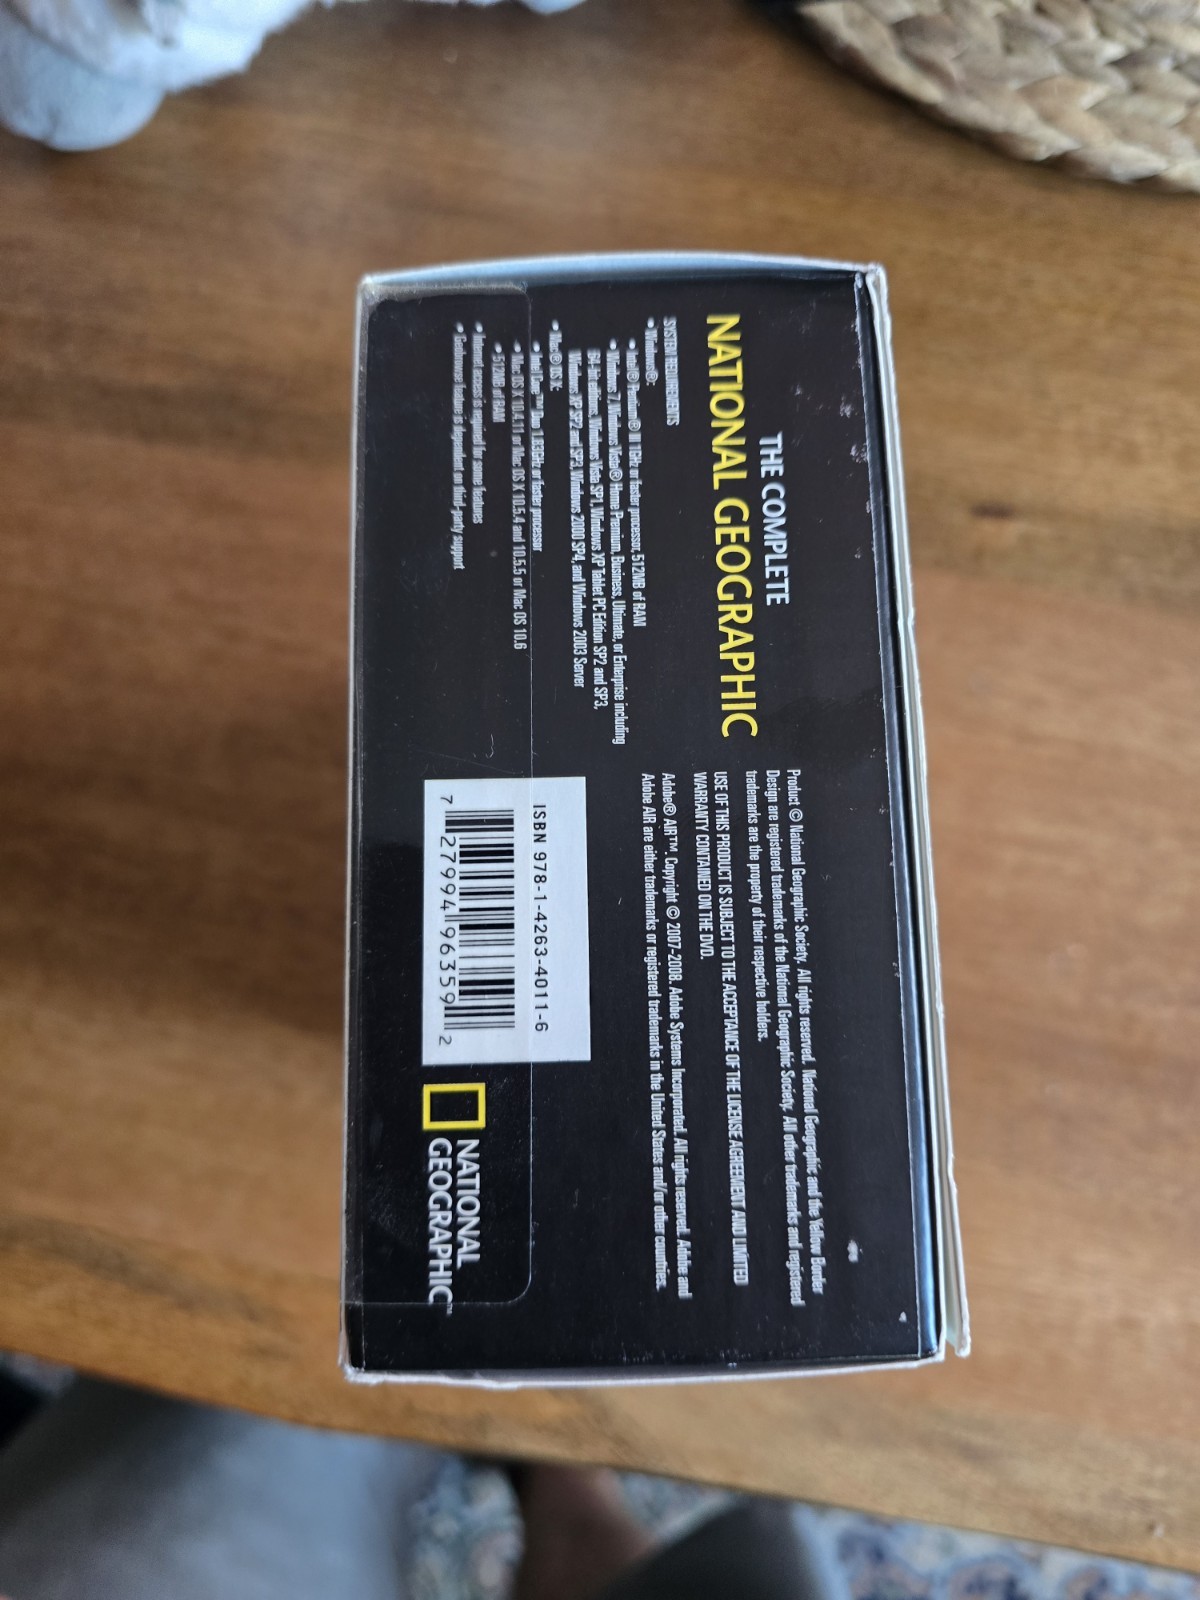 THE COMPLETE
NATIONAL GEOGRAPHIC
SYSTEM REQUIREMENTS
• Windows®:
• Intel® Pentium® III 1GHz or faster processor, 512MB of RAM
• Windows 7, Windows Vista® Home Premium, Business, Ultimate, or Enterprise including
64-bit editions, Windows Vista SP1, Windows XP Tablet PC Edition SP2 and SP3,
Windows XP SP2 and SP3, Windows 2000 SP4, and Windows 2003 Server
• Mac® OS X:
• Intel Core™ Duo 1.83GHz or faster processor
• Mac OS X 10.4.11 or Mac OS X 10.5.4 and 10.5.5 or Mac OS 10.6
• 512MB of RAM
• Internet access is required for some features
• feature is dependent on third-party support
Product © National Geographic Society. All rights reserved. National Geographic and the Yellow Border
Design are registered trademarks of the National Geographic Society. All other trademarks and registered
trademarks are the property of their respective holders.
USE OF THIS PRODUCT IS SUBJECT TO THE ACCEPTANCE OF THE LICENSE AGREEMENT AND LIMITED
WARRANTY CONTAINED ON THE DVD.
Adobe® AIR™. Copyright © 2007-2008. Adobe Systems Incorporated. All rights reserved. Adobe and
Adobe AIR are either trademarks or registered trademarks in the United States and/or other countries.
ISBN 978-1-4263-4011-6
7 27994 96359 2
NATIONAL
GEOGRAPHIC™